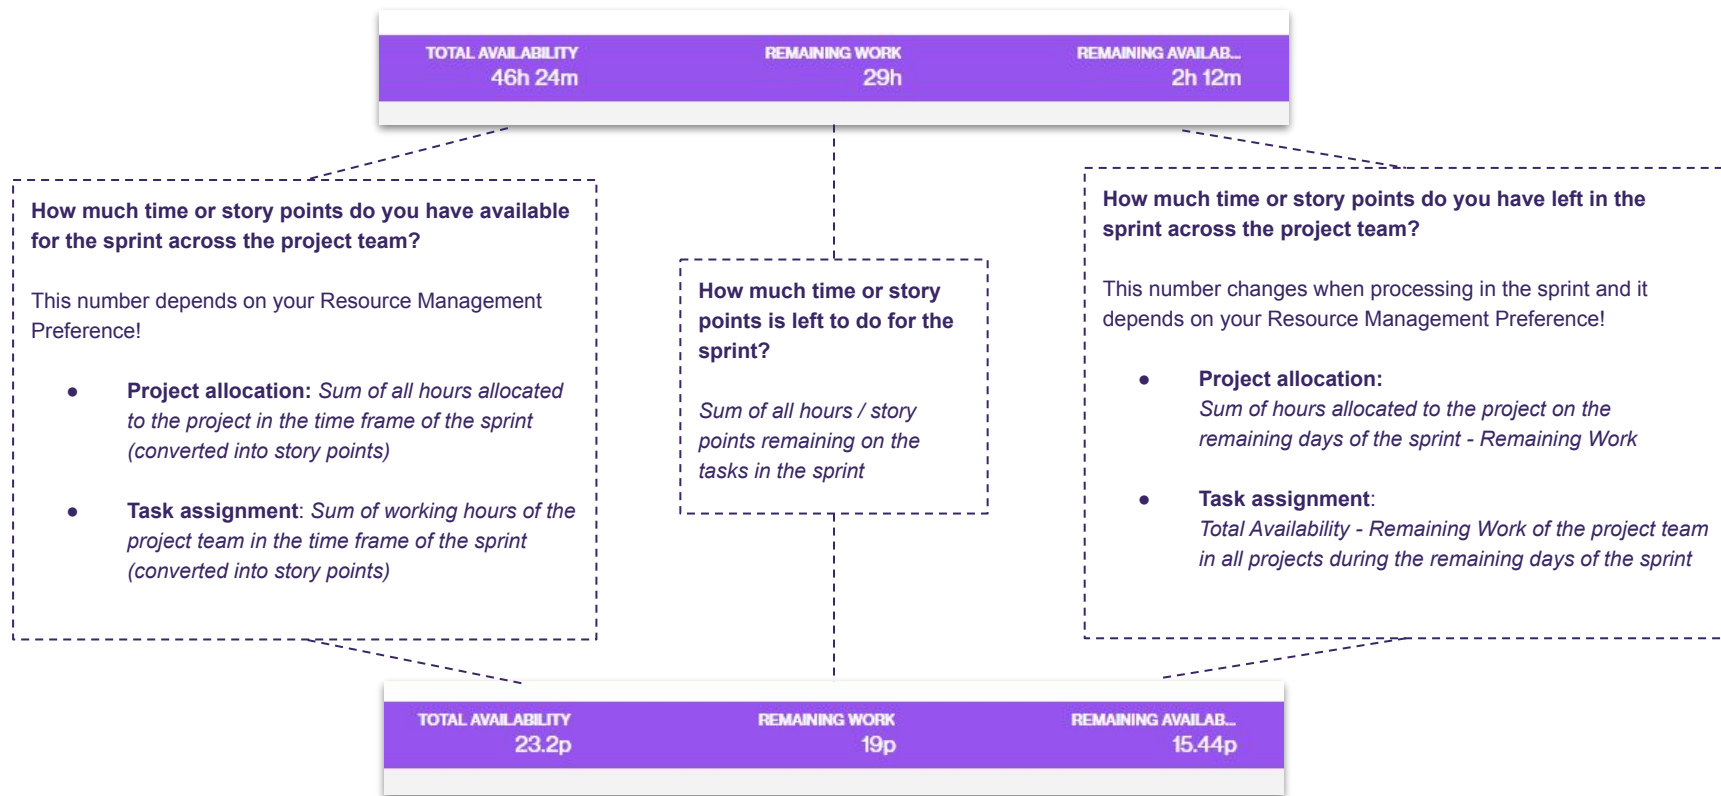 TOTAL AVAILABILITY REMAINING WORK REMAINING AVAILAB...
46h 24m 29h 2h 12m
How much time or story points do you have available
for the sprint across the project team?
This number depends on your Resource Management
Preference!
● Project allocation: Sum of all hours allocated
to the project in the time frame of the sprint
(converted into story points)
● Task assignment: Sum of working hours of the
project team in the time frame of the sprint
(converted into story points)
How much time or story
points is left to do for the
sprint?
Sum of all hours / story
points remaining on the
tasks in the sprint
How much time or story points do you have left in the
sprint across the project team?
This number changes when processing in the sprint and it
depends on your Resource Management Preference!
● Project allocation:
Sum of hours allocated to the project on the
remaining days of the sprint - Remaining Work
● Task assignment:
Total Availability - Remaining Work of the project team
in all projects during the remaining days of the sprint
TOTAL AVAILABILITY REMAINING WORK REMAINING AVAILAB...
23.2p 19p 15.44p